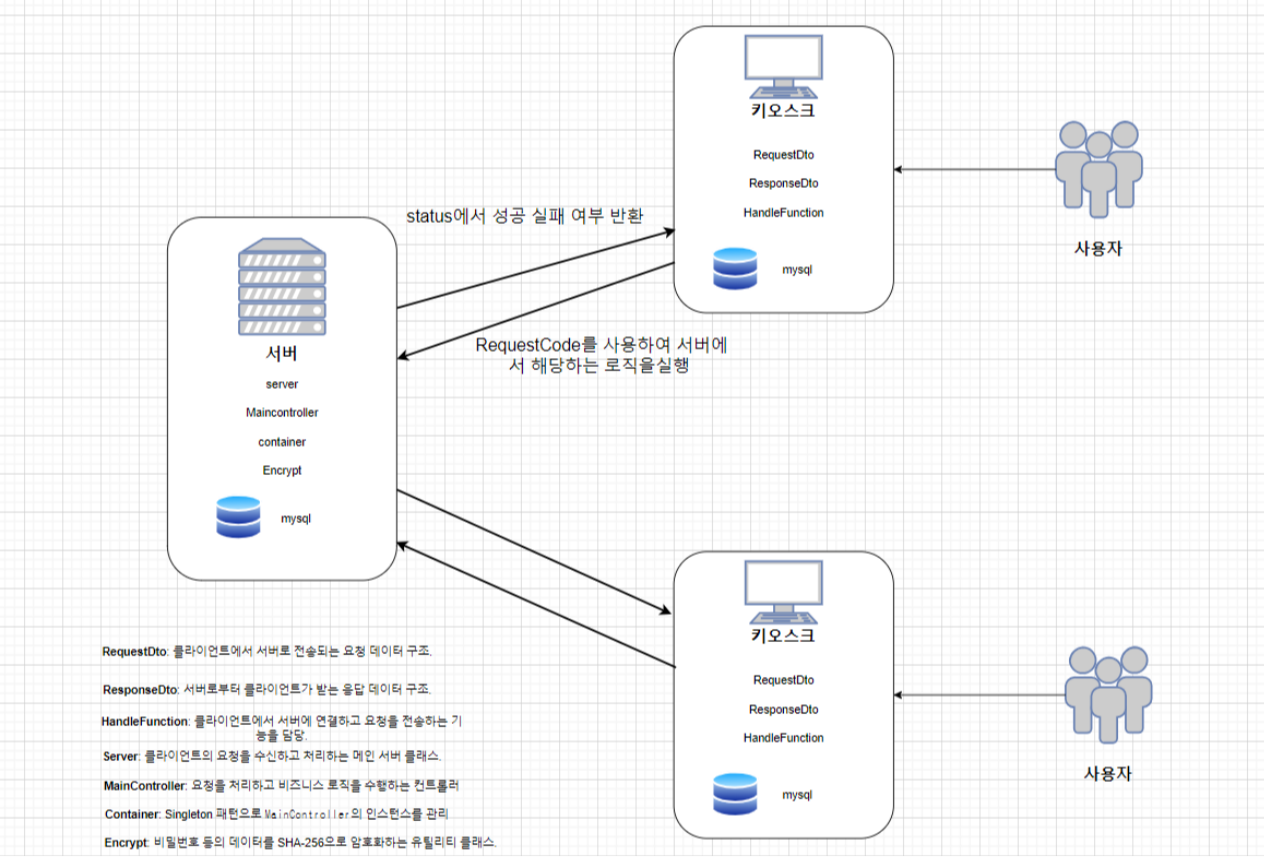 키오스크
RequestDto
ResponseDto
HandleFunction
mysql
사용자
status에서 성공 실패 여부 반환
RequestCode를 사용하여 서버에
서 해당하는 로직을실행
서버
server
Maincontroller
container
Encrypt
mysql
키오스크
RequestDto
ResponseDto
HandleFunction
mysql
사용자
RequestDto: 클라이언트에서 서버로 전송되는 요청 데이터 구조.
ResponseDto: 서버로부터 클라이언트가 받는 응답 데이터 구조.
HandleFunction: 클라이언트에서 서버에 연결하고 요청을 전송하는 기
능을 담당.
Server: 클라이언트의 요청을 수신하고 처리하는 메인 서버 클래스.
MainController: 요청을 처리하고 비즈니스 로직을 수행하는 컨트롤러
Container: Singleton 패턴으로 MainController의 인스턴스를 관리
Encrypt: 비밀번호 등의 데이터를 SHA-256으로 암호화하는 유틸리티 클래스.